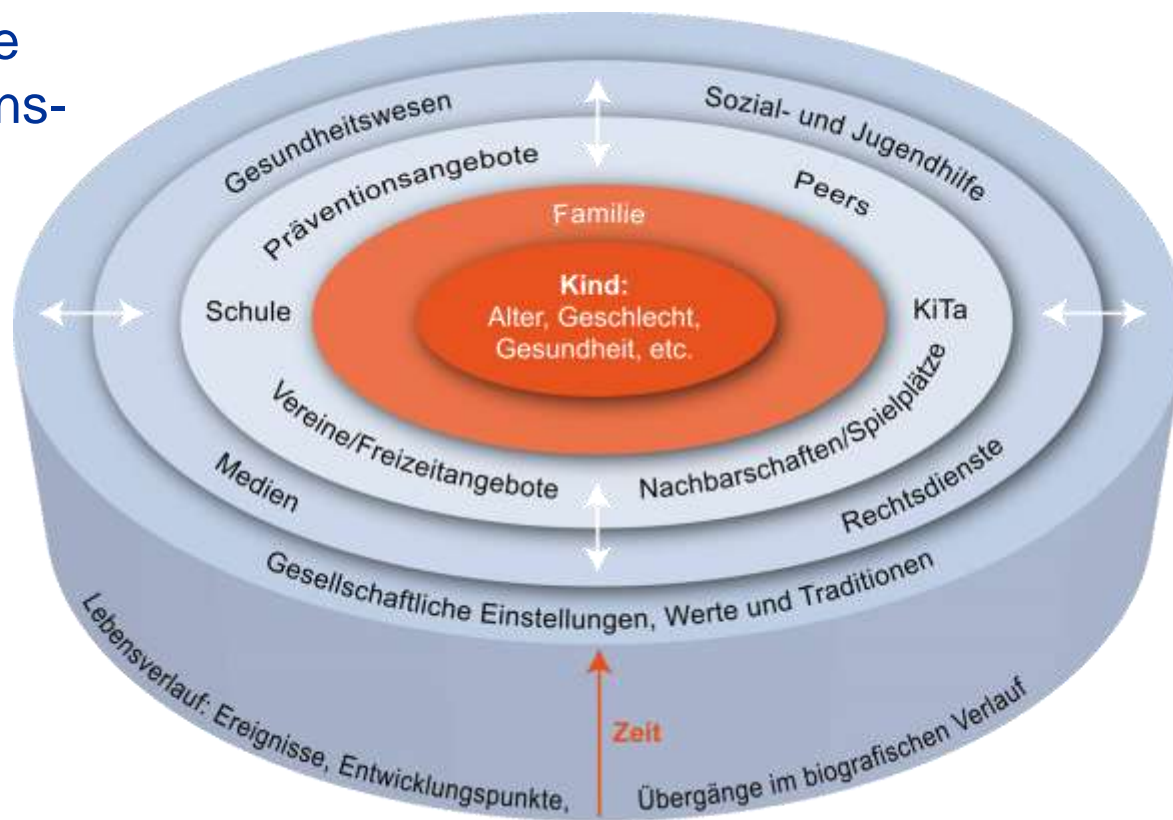 e
ms-
Gesundheitswesen
Sozial- und Jugendhilfe
Präventionsangebote
Peers
Familie
Kind:
Alter, Geschlecht,
Gesundheit, etc.
Schule
KiTa
Vereine/Freizeitangebote
Nachbarschaften/Spielplätze
Medien
Rechtsdienste
Gesellschaftliche Einstellungen, Werte und Traditionen
Zeit
Lebensverlauf: Ereignisse, Entwicklungspunkte,
Übergänge im biografischen Verlauf